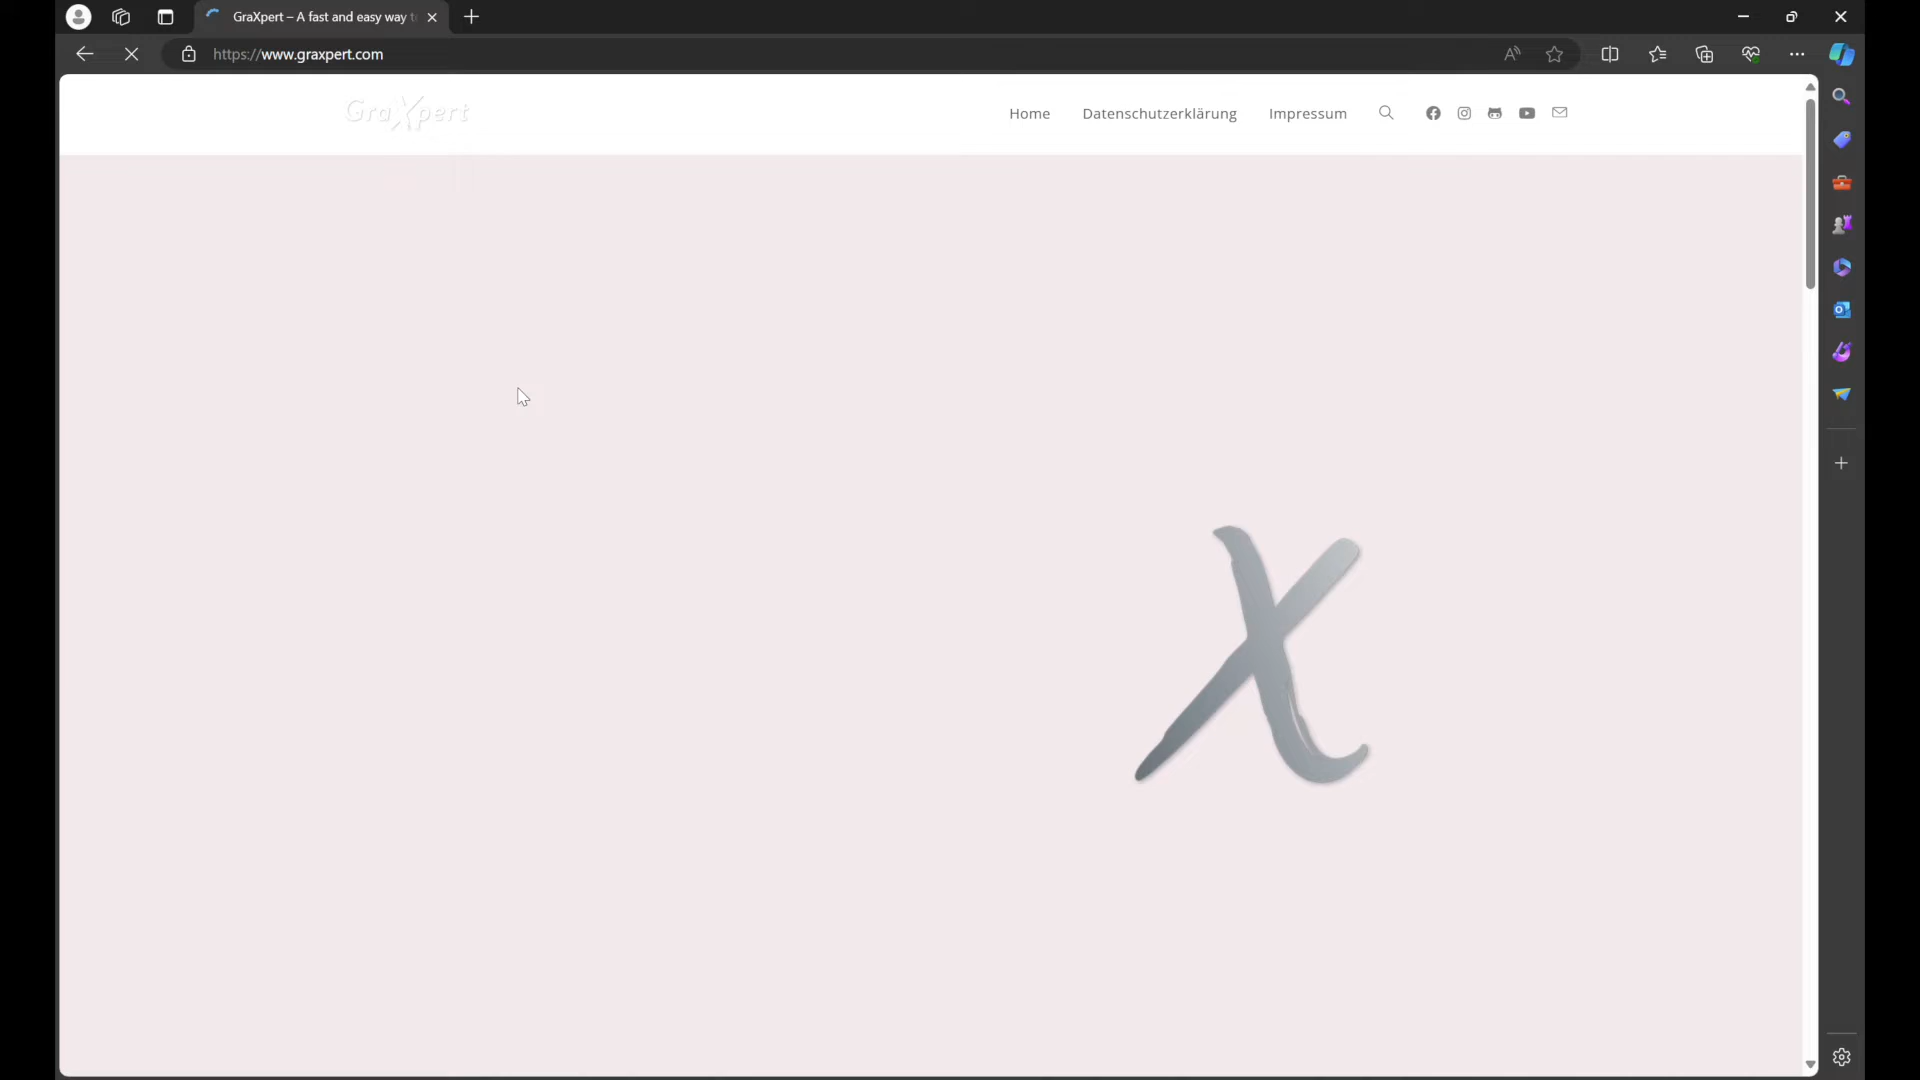 GraXpert – A fast and easy way t
https://www.graxpert.com
GraXpert
Home
Datenschutzerklärung
Impressum
X